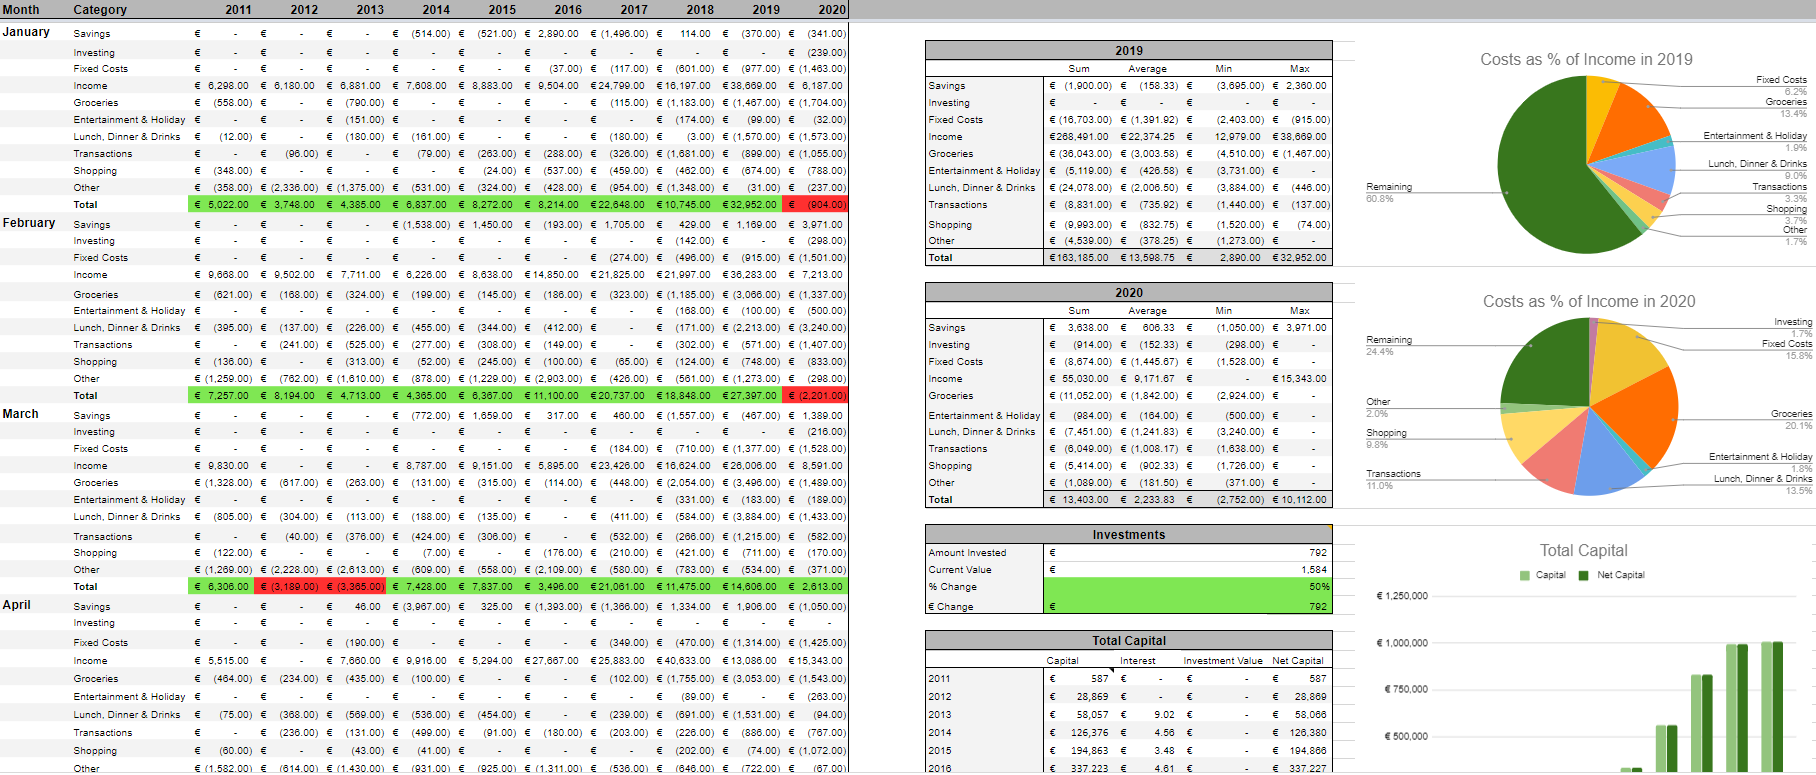 Month Category 2011 2012 2013 2014 2015 2016 2017 2018 2019 2020
January Savings € - € - € - € (514.00) € (521.00) € 2,890.00 € (1,496.00) € 114.00 € (370.00) € (341.00)
Investing € - € - € - € - € - € - € - € - € - € (239.00)
Fixed Costs € - € - € - € - € - € (37.00) € (117.00) € (601.00) € (977.00) € (1,463.00)
Income € 6,298.00 € 6,180.00 € 6,881.00 € 7,608.00 € 8,883.00 € 9,504.00 € 24,799.00 € 16,197.00 € 38,669.00 € 6,187.00
Groceries € (558.00) € - € (790.00) € - € - € - € (115.00) € (1,183.00) € (1,467.00) € (1,704.00)
Entertainment & Holiday € - € - € (151.00) € - € - € - € - € (174.00) € (99.00) € (32.00)
Lunch, Dinner & Drinks € (12.00) € - € (180.00) € (161.00) € - € - € (180.00) € (3.00) € (1,570.00) € (1,573.00)
Transactions € - € (96.00) € - € (79.00) € (263.00) € (288.00) € (326.00) € (1,681.00) € (899.00) € (1,055.00)
Shopping € (348.00) € - € - € - € (24.00) € (537.00) € (459.00) € (462.00) € (674.00) € (788.00)
Other € (358.00) € (2,336.00) € (1,375.00) € (531.00) € (324.00) € (428.00) € (954.00) € (1,348.00) € (31.00) € (237.00)
Total € 5,022.00 € 3,748.00 € 4,385.00 € 6,837.00 € 8,272.00 € 8,214.00 € 22,648.00 € 10,745.00 € 32,952.00 € (904.00)
February Savings € - € - € - € (1,538.00) € 1,450.00 € (193.00) € 1,705.00 € 429.00 € 1,169.00 € 3,971.00
Investing € - € - € - € - € - € - € - € (142.00) € - € (298.00)
Fixed Costs € - € - € - € - € - € - € (274.00) € (496.00) € (915.00) € (1,501.00)
Income € 9,668.00 € 9,502.00 € 7,711.00 € 6,226.00 € 8,638.00 € 14,850.00 € 21,825.00 € 21,997.00 € 36,283.00 € 7,213.00
Groceries € (621.00) € (168.00) € (324.00) € (199.00) € (145.00) € (186.00) € (323.00) € (1,185.00) € (3,066.00) € (1,337.00)
Entertainment & Holiday € - € - € - € - € - € - € - € (168.00) € (100.00) € (500.00)
Lunch, Dinner & Drinks € (395.00) € (137.00) € (226.00) € (455.00) € (344.00) € (412.00) € - € (171.00) € (2,213.00) € (3,240.00)
Transactions € - € (241.00) € (525.00) € (277.00) € (308.00) € (149.00) € - € (302.00) € (571.00) € (1,407.00)
Shopping € (136.00) € - € (313.00) € (52.00) € (245.00) € (100.00) € (65.00) € (124.00) € (748.00) € (833.00)
Other € (1,259.00) € (762.00) € (1,610.00) € (878.00) € (1,229.00) € (2,903.00) € (426.00) € (561.00) € (1,273.00) € (298.00)
Total € 7,257.00 € 8,194.00 € 4,713.00 € 4,365.00 € 6,367.00 € 11,100.00 € 20,737.00 € 18,848.00 € 27,397.00 € (2,201.00)
March Savings € - € - € - € (772.00) € 1,659.00 € 317.00 € 460.00 € (1,557.00) € (467.00) € 1,389.00
Investing € - € - € - € - € - € - € - € - € - € (216.00)
Fixed Costs € - € - € - € - € - € - € (184.00) € (710.00) € (1,377.00) € (1,528.00)
Income € 9,830.00 € - € - € 8,787.00 € 9,151.00 € 5,895.00 € 23,426.00 € 16,624.00 € 26,006.00 € 8,591.00
Groceries € (1,328.00) € (617.00) € (263.00) € (131.00) € (315.00) € (114.00) € (448.00) € (2,054.00) € (3,496.00) € (1,489.00)
Entertainment & Holiday € - € - € - € - € - € - € - € (331.00) € (183.00) € (189.00)
Lunch, Dinner & Drinks € (805.00) € (304.00) € (113.00) € (188.00) € (135.00) € - € (411.00) € (584.00) € (3,884.00) € (1,433.00)
Transactions € - € (40.00) € (376.00) € (424.00) € (306.00) € - € (532.00) € (266.00) € (1,215.00) € (582.00)
Shopping € (122.00) € - € - € (7.00) € - € (176.00) € (210.00) € (421.00) € (711.00) € (170.00)
Other € (1,269.00) € (2,228.00) € (2,613.00) € (609.00) € (558.00) € (2,109.00) € (580.00) € (783.00) € (534.00) € (371.00)
Total € 6,306.00 € (3,189.00) € (3,365.00) € 7,428.00 € 7,837.00 € 3,496.00 € 21,061.00 € 11,475.00 € 14,606.00 € 2,613.00
April Savings € - € - € 46.00 € (3,967.00) € 325.00 € (1,393.00) € (1,366.00) € 1,334.00 € 1,906.00 € (1,050.00)
Investing € - € - € - € - € - € - € - € - € - € -
Fixed Costs € - € - € (190.00) € - € - € - € (349.00) € (470.00) € (1,314.00) € (1,425.00)
Income € 5,515.00 € - € 7,660.00 € 9,916.00 € 5,294.00 € 27,667.00 € 25,883.00 € 40,633.00 € 13,086.00 € 15,343.00
Groceries € (464.00) € (234.00) € (435.00) € (100.00) € - € - € (102.00) € (1,755.00) € (3,053.00) € (1,543.00)
Entertainment & Holiday € - € - € - € - € - € - € - € (89.00) € - € (263.00)
Lunch, Dinner & Drinks € (75.00) € (368.00) € (569.00) € (536.00) € (454.00) € - € (239.00) € (691.00) € (1,531.00) € (94.00)
Transactions € - € (236.00) € (131.00) € (499.00) € (91.00) € (180.00) € (203.00) € (226.00) € (886.00) € (767.00)
Shopping € (60.00) € - € (43.00) € (41.00) € - € - € - € (202.00) € (74.00) € (1,072.00)
Other € (1,582.00) € (614.00) € (1,430.00) € (931.00) € (925.00) € (1,311.00) € (536.00) € (646.00) € (722.00) € (67.00)
2019
Sum Average Min Max
Savings € (1,900.00) € (158.33) € (3,695.00) € 2,360.00
Investing € - € - € - € -
Fixed Costs € (16,703.00) € (1,391.92) € (2,403.00) € (915.00)
Income € 268,491.00 € 22,374.25 € 12,979.00 € 38,669.00
Groceries € (36,043.00) € (3,003.58) € (4,510.00) € (1,467.00)
Entertainment & Holiday € (5,119.00) € (426.58) € (3,731.00) € -
Lunch, Dinner & Drinks € (24,078.00) € (2,006.50) € (3,884.00) € (446.00)
Transactions € (8,831.00) € (735.92) € (1,440.00) € (137.00)
Shopping € (9,993.00) € (832.75) € (1,520.00) € (74.00)
Other € (4,539.00) € (378.25) € (1,273.00) € -
Total € 163,185.00 € 13,598.75 € 2,890.00 € 32,952.00
2020
Sum Average Min Max
Savings € 3,638.00 € 606.33 € (1,050.00) € 3,971.00
Investing € (914.00) € (152.33) € (298.00) € -
Fixed Costs € (8,674.00) € (1,445.67) € (1,528.00) € -
Income € 55,030.00 € 9,171.67 € - € 15,343.00
Groceries € (11,052.00) € (1,842.00) € (2,924.00) € -
Entertainment & Holiday € (984.00) € (164.00) € (500.00) € -
Lunch, Dinner & Drinks € (7,451.00) € (1,241.83) € (3,240.00) € -
Transactions € (6,049.00) € (1,008.17) € (1,638.00) € -
Shopping € (5,414.00) € (902.33) € (1,726.00) € -
Other € (1,089.00) € (181.50) € (371.00) € -
Total € 13,403.00 € 2,233.83 € (2,752.00) € 10,112.00
Investments
Amount Invested € 792
Current Value € 1,584
% Change 50%
€ Change € 792
Total Capital
Capital Interest Investment Value Net Capital
2011 € 587 € - € - € 587
2012 € 28,869 € - € - € 28,869
2013 € 58,057 € 9.02 € - € 58,066
2014 € 126,376 € 4.56 € - € 126,380
2015 € 194,863 € 3.48 € - € 194,866
2016 € 337,223 € 4.61 € - € 337,227
Costs as % of Income in 2019
Fixed Costs
6.2%
Groceries
13.4%
Entertainment & Holiday
1.9%
Lunch, Dinner & Drinks
9.0%
Transactions
3.3%
Shopping
3.7%
Other
1.7%
Remaining
60.8%
Costs as % of Income in 2020
Investing
1.7%
Fixed Costs
15.8%
Groceries
20.1%
Entertainment & Holiday
1.8%
Lunch, Dinner & Drinks
13.5%
Remaining
24.4%
Other
2.0%
Shopping
9.8%
Transactions
11.0%
Total Capital
Capital Net Capital
€ 1,250,000
€ 1,000,000
€ 750,000
€ 500,000